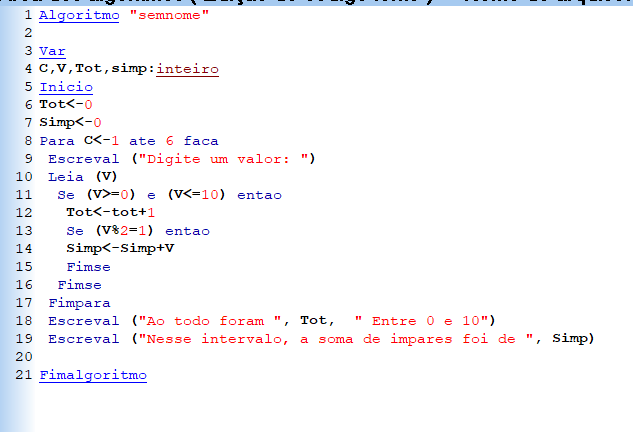 1 Algoritmo "semnome"
2
3 Var
4 C,V,Tot,simp:inteiro
5 Inicio
6 Tot<-0
7 Simp<-0
8 Para C<-1 ate 6 faca
9 Escreval ("Digite um valor: ")
10 Leia (V)
11 Se (V>=0) e (V<=10) entao
12 Tot<-tot+1
13 Se (V%2=1) entao
14 Simp<-Simp+V
15 Fimse
16 Fimse
17 Fimpara
18 Escreval ("Ao todo foram ", Tot,  " Entre 0 e 10")
19 Escreval ("Nesse intervalo, a soma de impares foi de ", Simp)
20
21 Fimalgoritmo